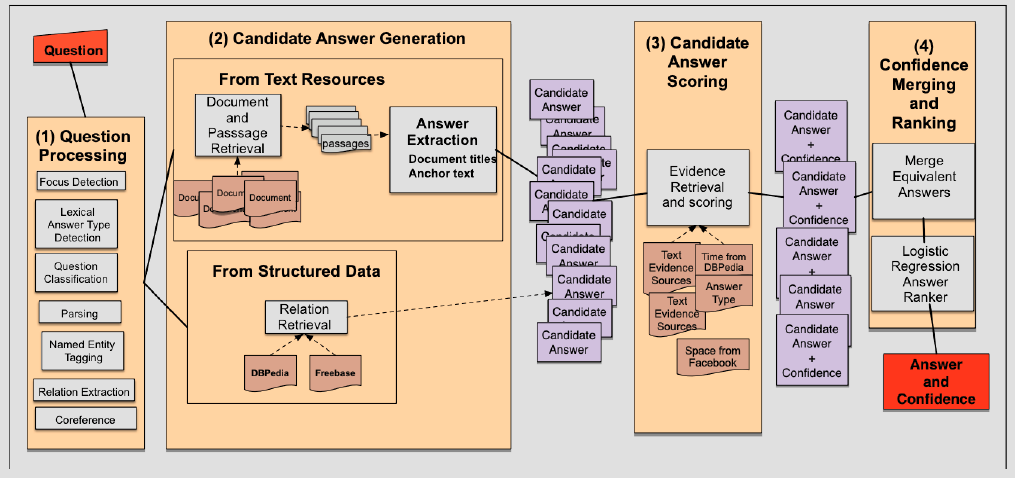 Question
(1) Question
Processing
Focus Detection
Lexical
Answer Type
Detection
Question
Classification
Parsing
Named Entity
Tagging
Relation Extraction
Coreference
(2) Candidate Answer Generation
From Text Resources
Document
and
Passsage
Retrieval
passages
Answer
Extraction
Document titles
Anchor text
Docu
Docum
Document
From Structured Data
Relation
Retrieval
DBPedia
Freebase
Candidate
Answer
Candidate
Answer
Candidate
Candidate
Answer
Candidate
Answer
Candidate
Candidate
Candidate
Answer
Candidate
Answer
Candidate
Candidate
Answer
(3) Candidate
Answer
Scoring
Evidence
Retrieval
and scoring
Text
Evidence
Sources
Time from
DBPedia
Answer
Type
Text
Evidence
Sources
Space from
Facebook
Candidate
Answer
+
Confidence
Candidate
Answer
+
Confidence
Candidate
Answer
+
Candidate
Answer
Candidate
Answer
+
Confidence
(4)
Confidence
Merging
and
Ranking
Merge
Equivalent
Answers
Logistic
Regression
Answer
Ranker
Answer
and
Confidence